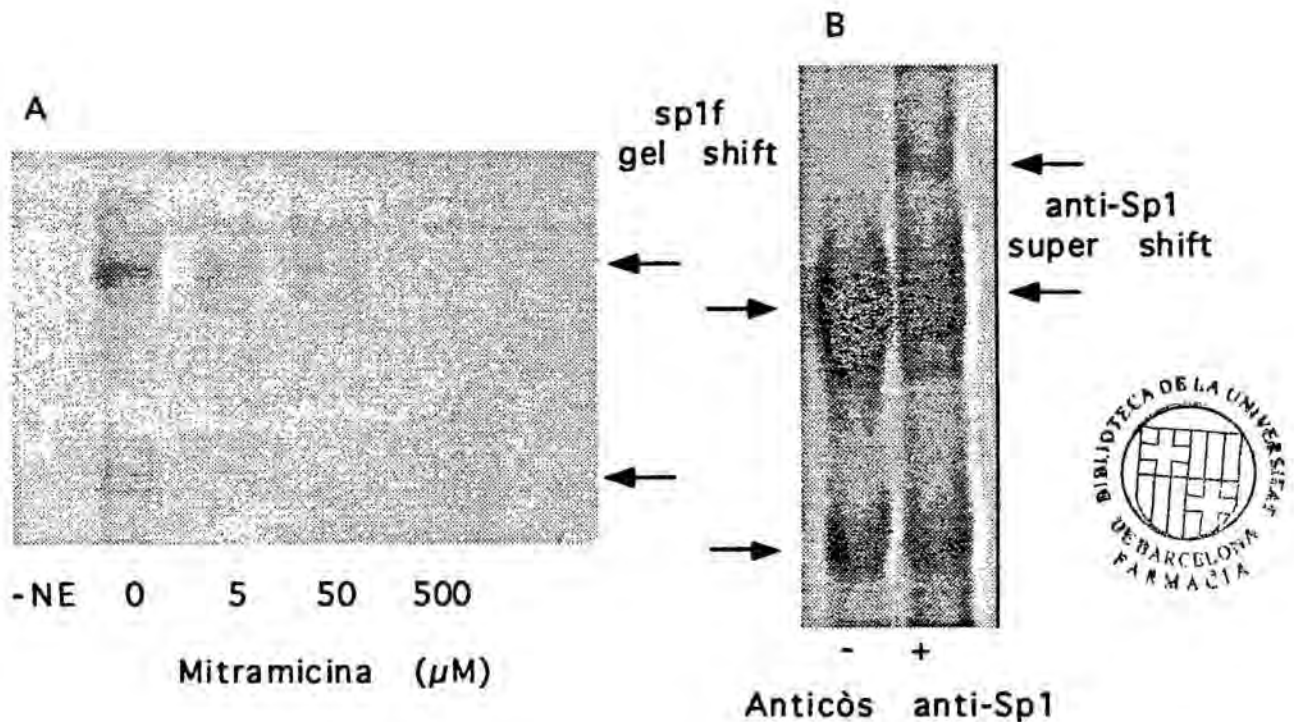 A
B
sp1f
gel shift
anti-Sp1
super shift
-NE 0 5 50 500
Mitramicina (µM)
- +
Anticòs anti-Sp1
BIBLIOTECA DE LA UNIVERSITAT
DE BARCELONA
FARMACIA